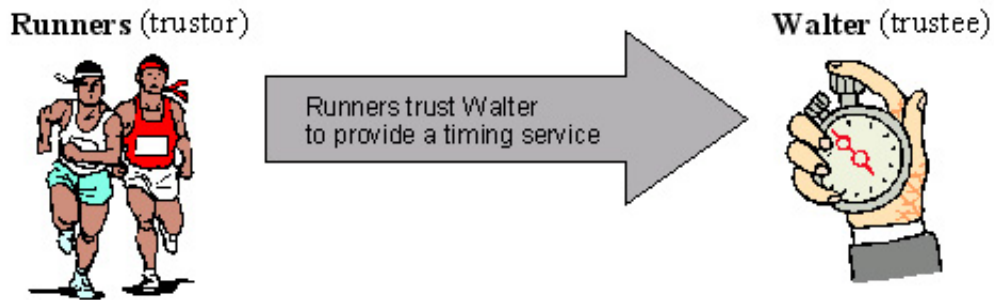 Runners (trustor)
Walter (trustee)
Runners trust Walter
to provide a timing service